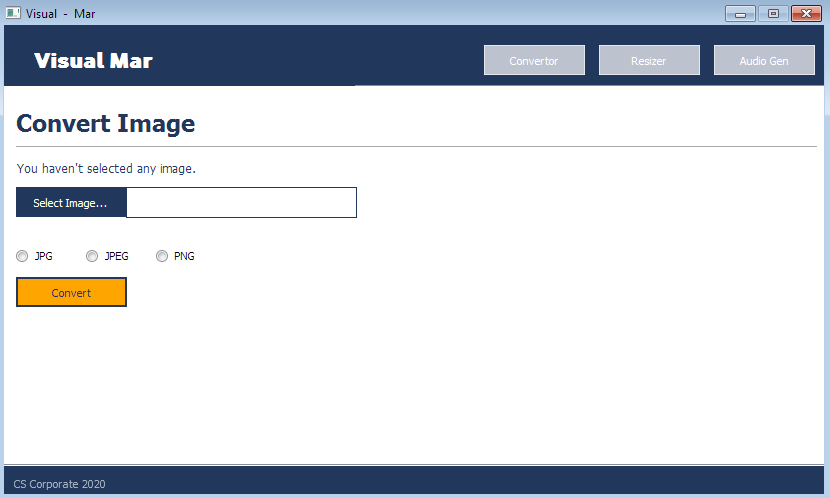 Visual - Mar
Visual Mar
Convertor
Resizer
Audio Gen
Convert Image
You haven't selected any image.
Select Image...
JPG
JPEG
PNG
Convert
CS Corporate 2020